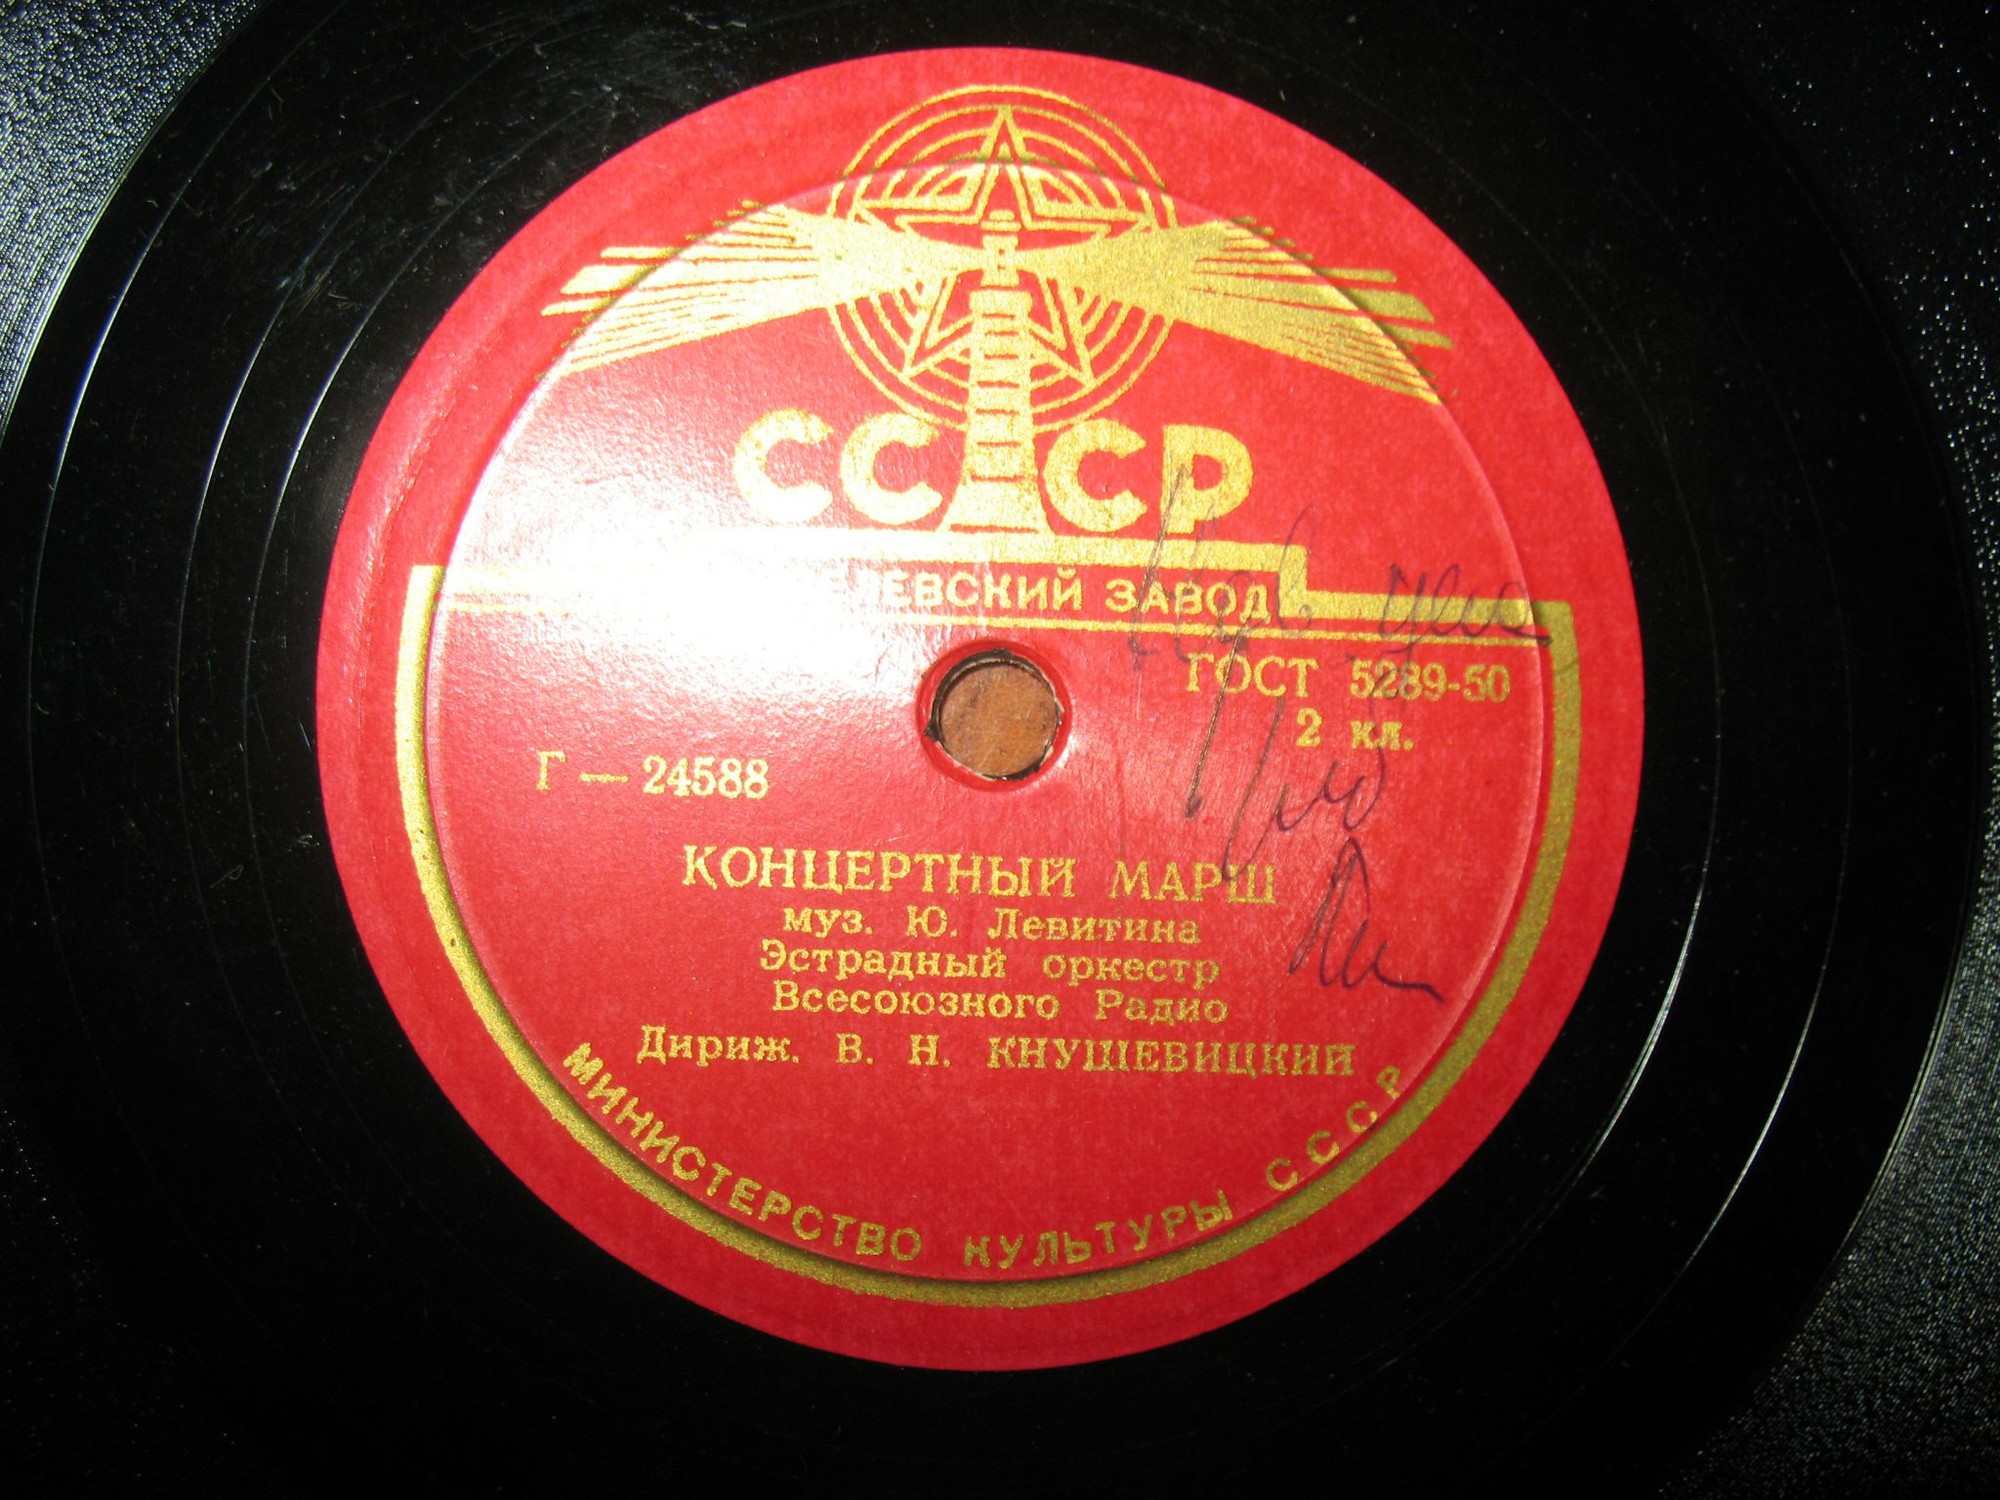 СССР
ЗАВОД
ГОСТ 5289-50
2 кл.
Г — 24588
КОНЦЕРТНЫЙ МАРШ
муз. Ю. Левитина
Эстрадный оркестр
Всесоюзного Радио
Дириж. В. Н. КНУШЕВИЦКИЙ
МИНИСТЕРСТВО КУЛЬТУРЫ СССР